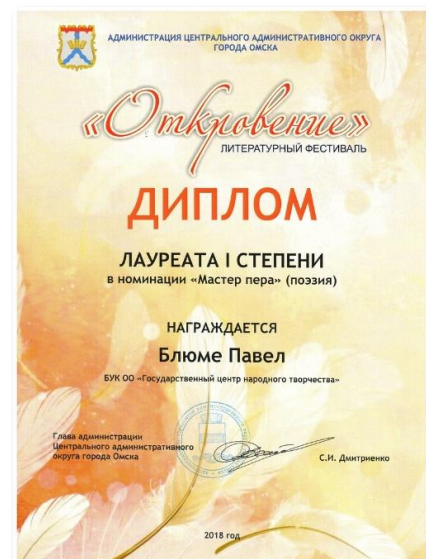 АДМИНИСТРАЦИЯ ЦЕНТРАЛЬНОГО АДМИНИСТРАТИВНОГО ОКРУГА
ГОРОДА ОМСКА
«Откровение»
ЛИТЕРАТУРНЫЙ ФЕСТИВАЛЬ
ДИПЛОМ
ЛАУРЕАТА I СТЕПЕНИ
в номинации «Мастер пера» (поэзия)
НАГРАЖДАЕТСЯ
Блюме Павел
БУК ОО «Государственный центр народного творчества»
Глава администрации
Центрального административного
округа города Омска
С.И. Дмитриенко
2018 год